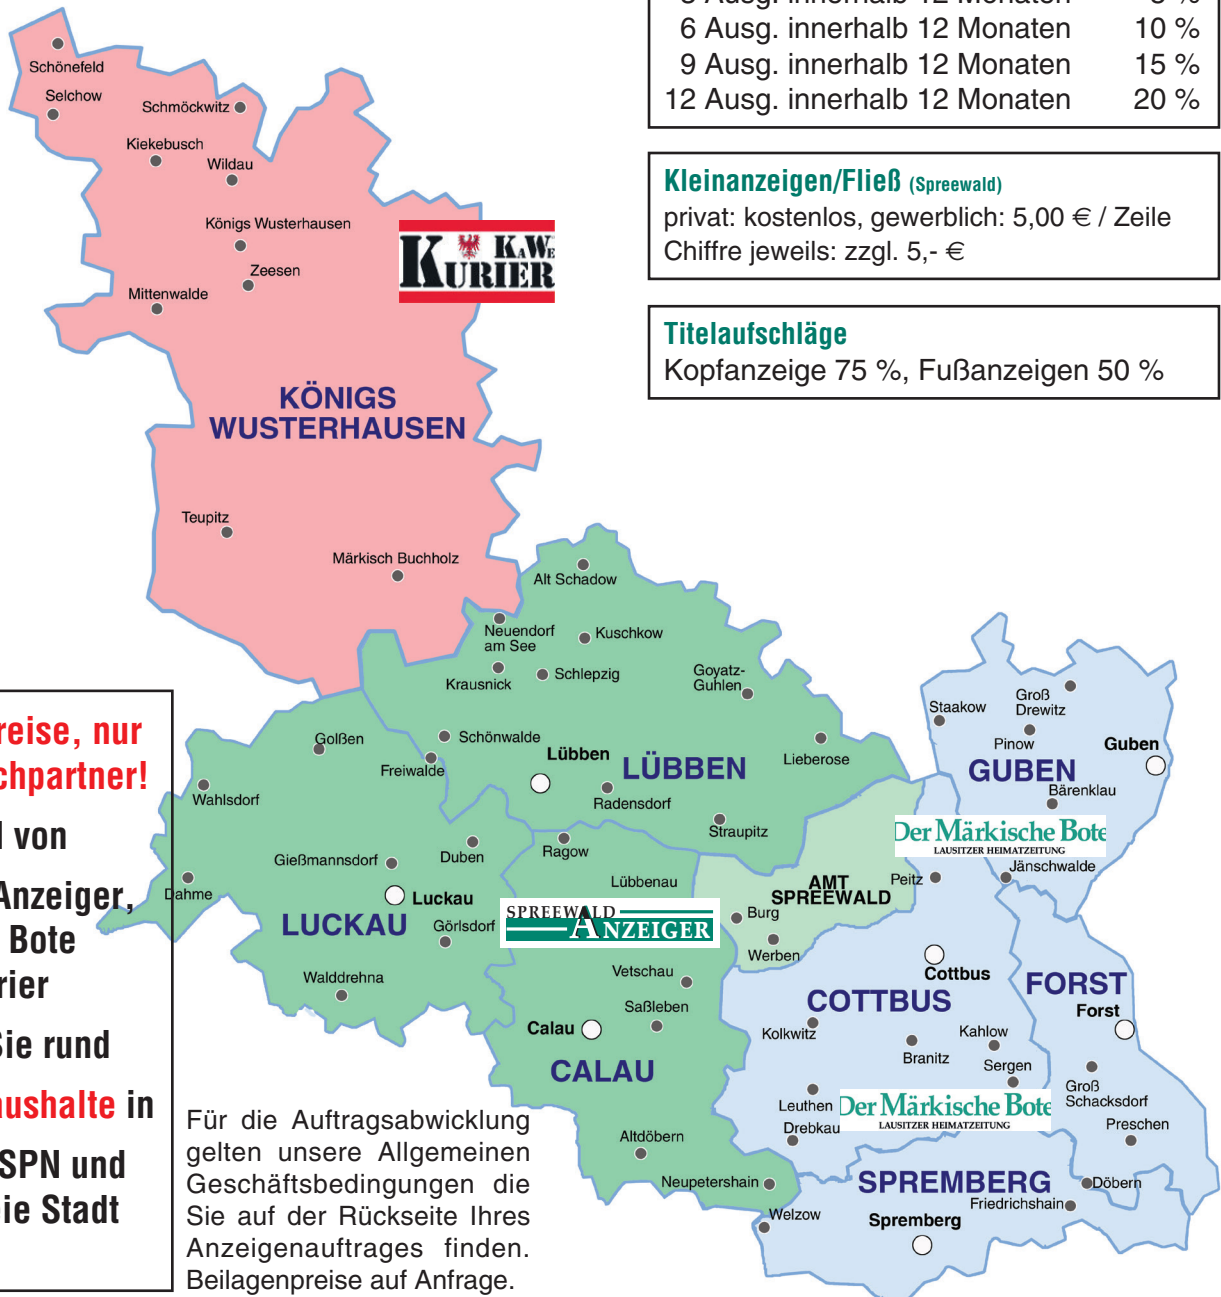 6 Ausg. innerhalb 12 Monaten 10 %
9 Ausg. innerhalb 12 Monaten 15 %
12 Ausg. innerhalb 12 Monaten 20 %
Kleinanzeigen/Fließ (Spreewald)
privat: kostenlos, gewerblich: 5,00 € / Zeile
Chiffre jeweils: zzgl. 5,- €
Titelaufschläge
Kopfanzeige 75 %, Fußanzeigen 50 %
Schönefeld
Selchow
Schmöckwitz
Kiekebusch
Wildau
Königs Wusterhausen
Zeesen
Mittenwalde
KAWE
KURIER
KÖNIGS
WUSTERHAUSEN
Teupitz
Märkisch Buchholz
Alt Schadow
Neuendorf
am See
Kuschkow
Krausnick
Schlepzig
Goyatz-
Guhlen
Schönwalde
Lübben
LÜBBEN
Lieberose
Freiwalde
Radensdorf
Straupitz
Golßen
Wahlsdorf
Gießmannsdorf
Duben
Dahme
Luckau
LUCKAU
Görlsdorf
Walddrehna
Ragow
Lübbenau
SPREEWALD
ANZEIGER
Vetschau
Saßleben
Calau
CALAU
Altdöbern
Neupetershain
AMT
SPREEWALD
Burg
Werben
Staakow
Groß
Drewitz
Pinow
Guben
GUBEN
Bärenklau
Der Märkische Bote
LAUSITZER HEIMATZEITUNG
Jänschwalde
Peitz
Cottbus
COTTBUS
Kolkwitz
Branitz
Kahlow
Sergen
Leuthen
Drebkau
Der Märkische Bote
LAUSITZER HEIMATZEITUNG
FORST
Forst
Groß
Schacksdorf
Preschen
Döbern
SPREMBERG
Friedrichshain
Spremberg
Welzow
reise, nur
chpartner!
von
Anzeiger,
Bote
rier
Sie rund
aushalte in
SPN und
ie Stadt
Für die Auftragsabwicklung
gelten unsere Allgemeinen
Geschäftsbedingungen die
Sie auf der Rückseite Ihres
Anzeigenauftrages finden.
Beilagenpreise auf Anfrage.